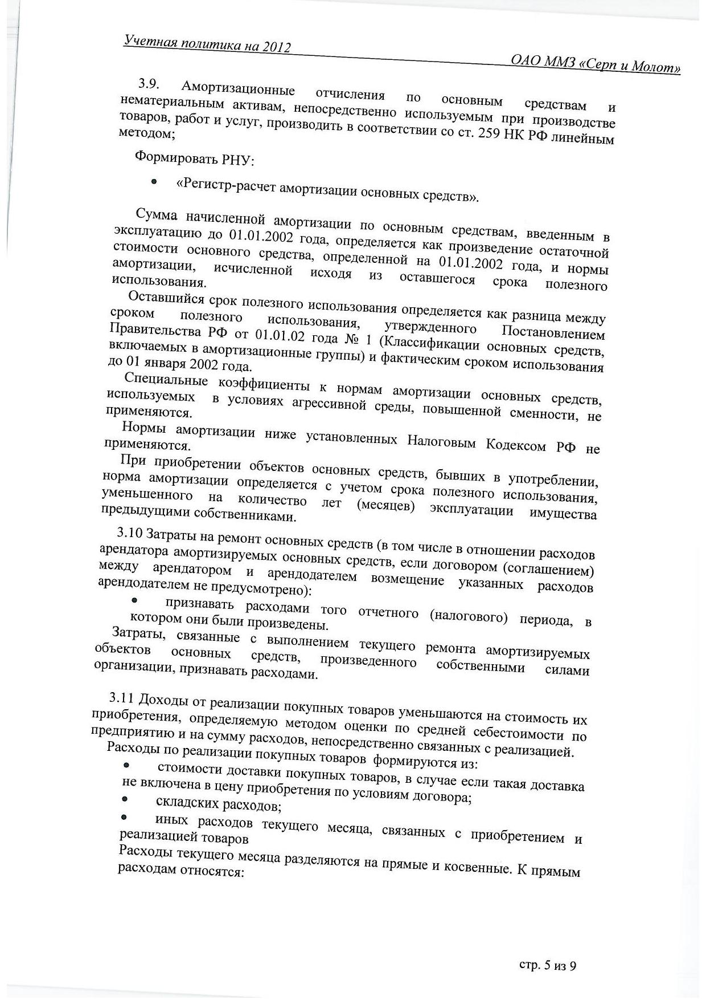 Учетная политика на 2012
ОАО ММЗ «Серп и Молот»
3.9. Амортизационные отчисления по основным средствам и
нематериальным активам, непосредственно используемым при производстве
товаров, работ и услуг, производить в соответствии со ст. 259 НК РФ линейным
методом;
Формировать РНУ:
• «Регистр-расчет амортизации основных средств».
Сумма начисленной амортизации по основным средствам, введенным в
эксплуатацию до 01.01.2002 года, определяется как произведение остаточной
стоимости основного средства, определенной на 01.01.2002 года, и нормы
амортизации, исчисленной исходя из оставшегося срока полезного
использования.
Оставшийся срок полезного использования определяется как разница между
сроком полезного использования, утвержденного Постановлением
Правительства РФ от 01.01.02 года № 1 (Классификации основных средств,
включаемых в амортизационные группы) и фактическим сроком использования
до 01 января 2002 года.
Специальные коэффициенты к нормам амортизации основных средств,
используемых в условиях агрессивной среды, повышенной сменности, не
применяются.
Нормы амортизации ниже установленных Налоговым Кодексом РФ не
применяются.
При приобретении объектов основных средств, бывших в употреблении,
норма амортизации определяется с учетом срока полезного использования,
уменьшенного на количество лет (месяцев) эксплуатации имущества
предыдущими собственниками.
3.10 Затраты на ремонт основных средств (в том числе в отношении расходов
арендатора амортизируемых основных средств, если договором (соглашением)
между арендатором и арендодателем возмещение указанных расходов
арендодателем не предусмотрено):
• признавать расходами того отчетного (налогового) периода, в
котором они были произведены.
Затраты, связанные с выполнением текущего ремонта амортизируемых
объектов основных средств, произведенного собственными силами
организации, признавать расходами.
3.11 Доходы от реализации покупных товаров уменьшаются на стоимость их
приобретения, определяемую методом оценки по средней себестоимости по
предприятию и на сумму расходов, непосредственно связанных с реализацией.
Расходы по реализации покупных товаров формируются из:
• стоимости доставки покупных товаров, в случае если такая доставка
не включена в цену приобретения по условиям договора;
• складских расходов;
• иных расходов текущего месяца, связанных с приобретением и
реализацией товаров
Расходы текущего месяца разделяются на прямые и косвенные. К прямым
расходам относятся:
стр. 5 из 9